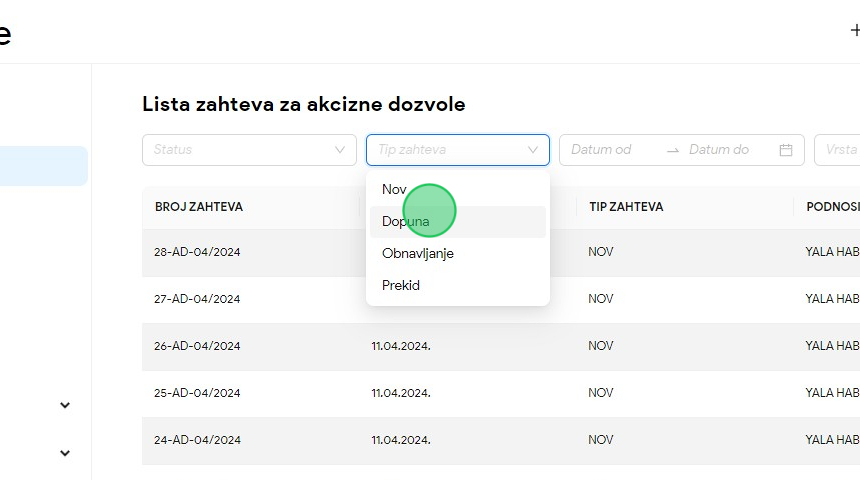 e
Lista zahteva za akcizne dozvole
Status Tip zahteva Datum od Datum do Vrsta
Nov
BROJ ZAHTEVA TIP ZAHTEVA PODNOSI
Dopuna
28-AD-04/2024 NOV YALA HAB
Obnavljanje
Prekid
27-AD-04/2024 NOV YALA HAB
26-AD-04/2024 11.04.2024. NOV YALA HAB
25-AD-04/2024 11.04.2024. NOV YALA HAB
24-AD-04/2024 11.04.2024. NOV YALA HAB